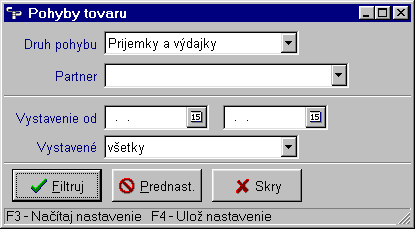 Pohyby tovaru
Druh pohybu Prijemky a výdajky
Partner
Vystavenie od . . 15 . . 15
Vystavené všetky
Filtruj Prednast. Skry
F3 - Načítaj nastavenie F4 - Ulož nastavenie